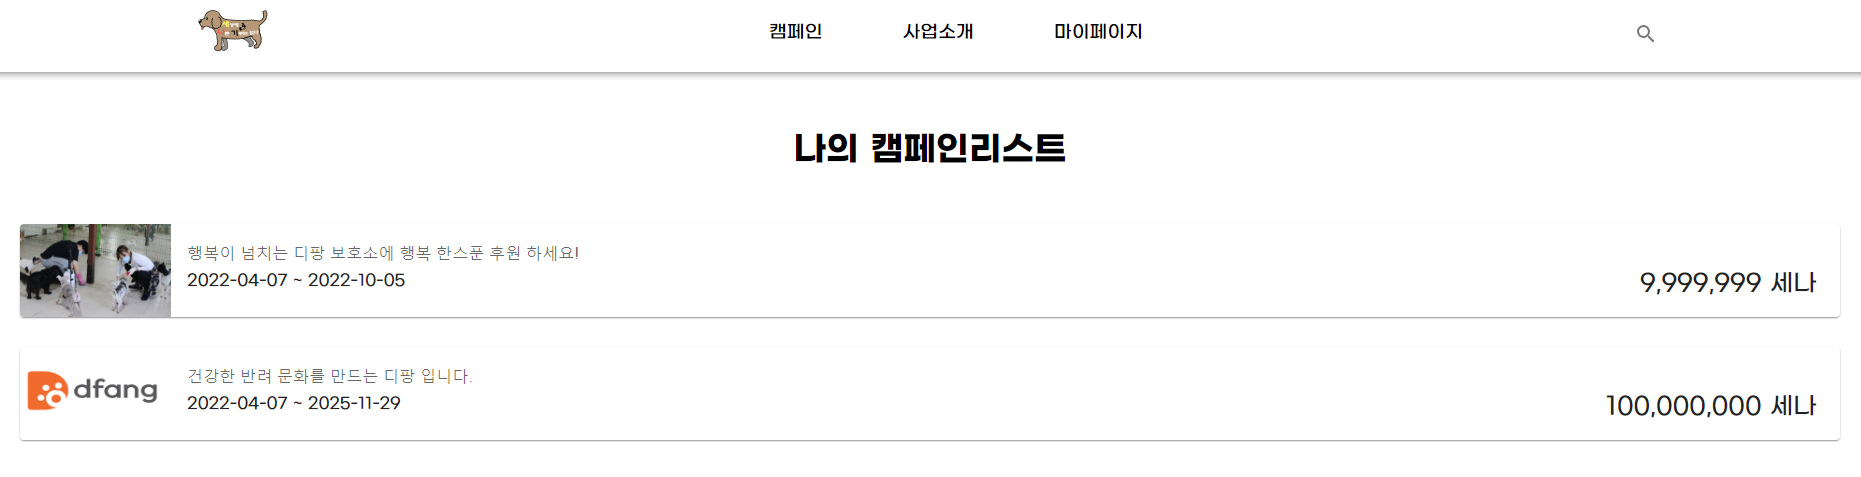 캠페인
사업소개
마이페이지
나의 캠페인리스트
행복이 넘치는 디팡 보호소에 행복 한스푼 후원 하세요!
2022-04-07 ~ 2022-10-05
9,999,999 세나
dfang
건강한 반려 문화를 만드는 디팡 입니다.
2022-04-07 ~ 2025-11-29
100,000,000 세나